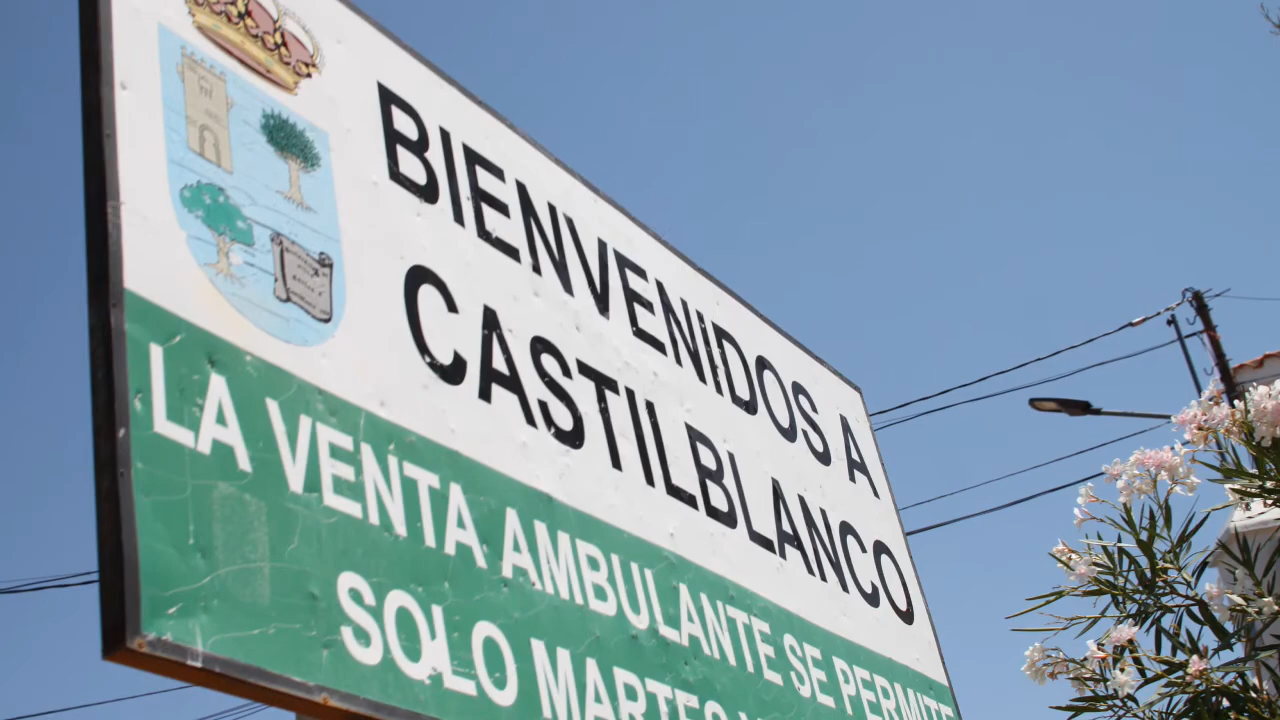 BIENVENIDOS A
CASTILBLANCO
LA VENTA AMBULANTE SE PERMITE
SOLO MARTES